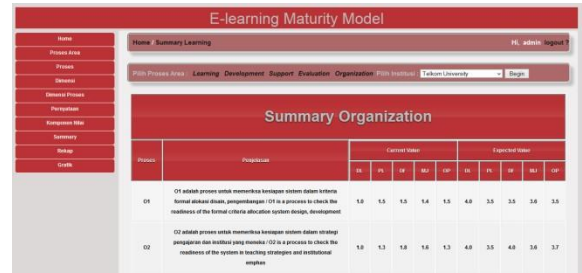 E-learning Maturity Model
Home
Proses Area
Proses
Dimensi
Dimensi Proses
Pernyataan
Komponen Nilai
Summary
Rekap
Grafik
Home / Summary Learning
Hi, admin logout ?
Pilih Proses Area : Learning Development Support Evaluation Organization Pilih Institusi : Telkom University Begin
Summary Organization
Proses Penjelasan Current Value Expected Value
DL PL DF MJ OP DL PL DF MJ OP
O1 adalah proses untuk memeriksa kesiapan sistem dalam kriteria
O1 formal alokasi disain, pengembangan / O1 is a process to check the 1.0 1.5 1.5 1.4 1.5 4.0 3.5 3.5 3.6 3.5
readiness of the formal criteria allocation system design, development
O2 adalah proses untuk memeriksa kesiapan sistem dalam strategi
O2 pengajaran dan institusi yang meneka / O2 is a process to check the 1.0 1.3 1.8 1.6 1.3 4.0 3.5 4.0 3.6 3.7
readiness of the system in teaching strategies and institutional
emphas